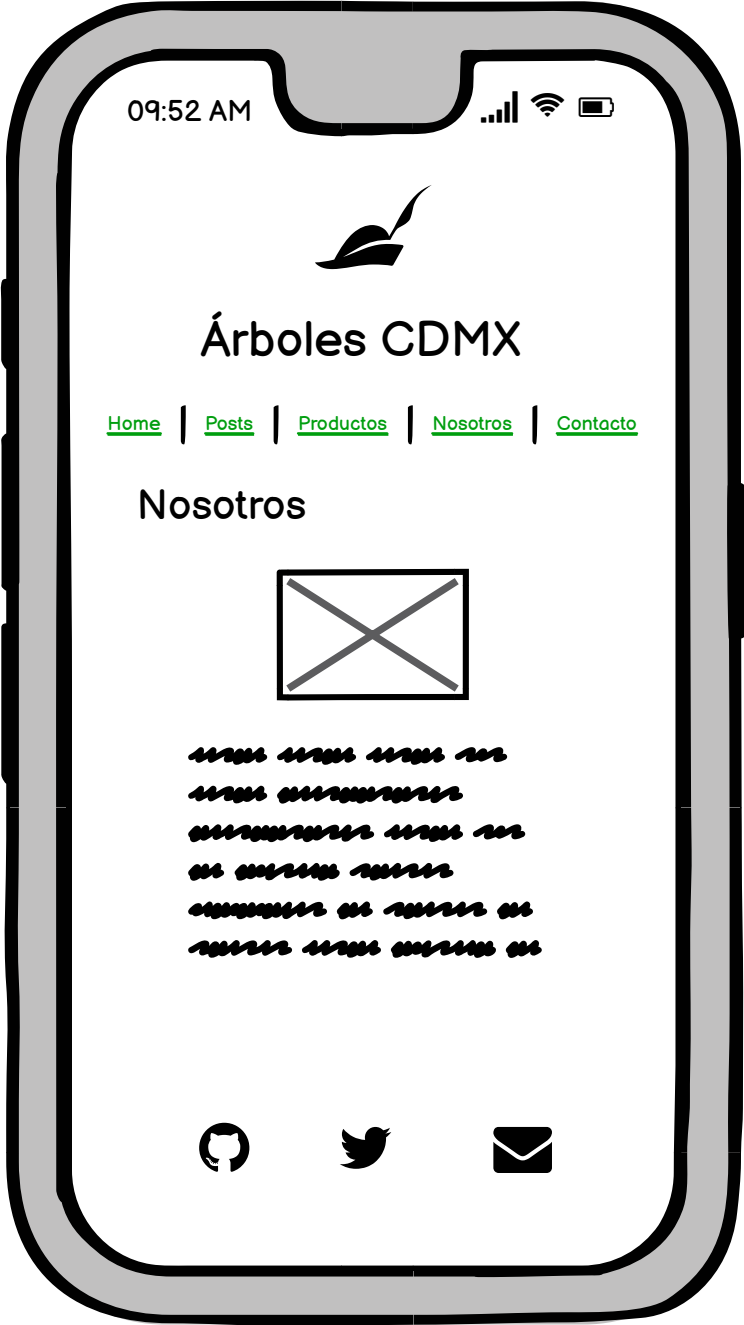 09:52 AM
Árboles CDMX
Home | Posts | Productos | Nosotros | Contacto
Nosotros